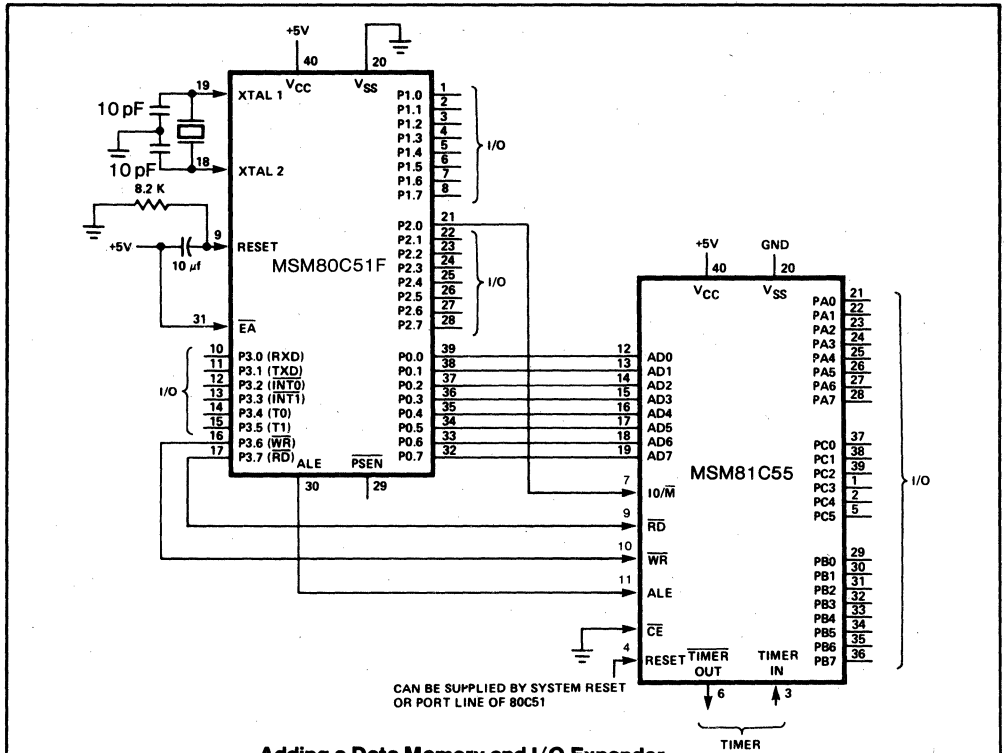 +5V
40
20
VCC
VSS
19
XTAL 1
10 pF
10 pF
18
XTAL 2
8.2 K
+5V
10 µf
9
RESET
MSM80C51F
31
EA
P1.0 1
P1.1 2
P1.2 3
P1.3 4
P1.4 5
P1.5 6
P1.6 7
P1.7 8
I/O
P2.0 21
P2.1 22
P2.2 23
P2.3 24
P2.4 25
P2.5 26
P2.6 27
P2.7 28
I/O
I/O
10 P3.0 (RXD)
11 P3.1 (TXD)
12 P3.2 (INT0)
13 P3.3 (INT1)
14 P3.4 (T0)
15 P3.5 (T1)
16 P3.6 (WR)
17 P3.7 (RD)
P0.0 39
P0.1 38
P0.2 37
P0.3 36
P0.4 35
P0.5 34
P0.6 33
P0.7 32
ALE
30
PSEN
29
+5V
GND
40
20
VCC
VSS
12 AD0
13 AD1
14 AD2
15 AD3
16 AD4
17 AD5
18 AD6
19 AD7
MSM81C55
7 IO/M
9 RD
10 WR
11 ALE
CE
4 RESET
TIMER OUT
6
TIMER IN
3
PA0 21
PA1 22
PA2 23
PA3 24
PA4 25
PA5 26
PA6 27
PA7 28
PC0 37
PC1 38
PC2 39
PC3 1
PC4 2
PC5 5
I/O
PB0 29
PB1 30
PB2 31
PB3 32
PB4 33
PB5 34
PB6 35
PB7 36
CAN BE SUPPLIED BY SYSTEM RESET
OR PORT LINE OF 80C51
TIMER
Adding a Data Memory and I/O Expander